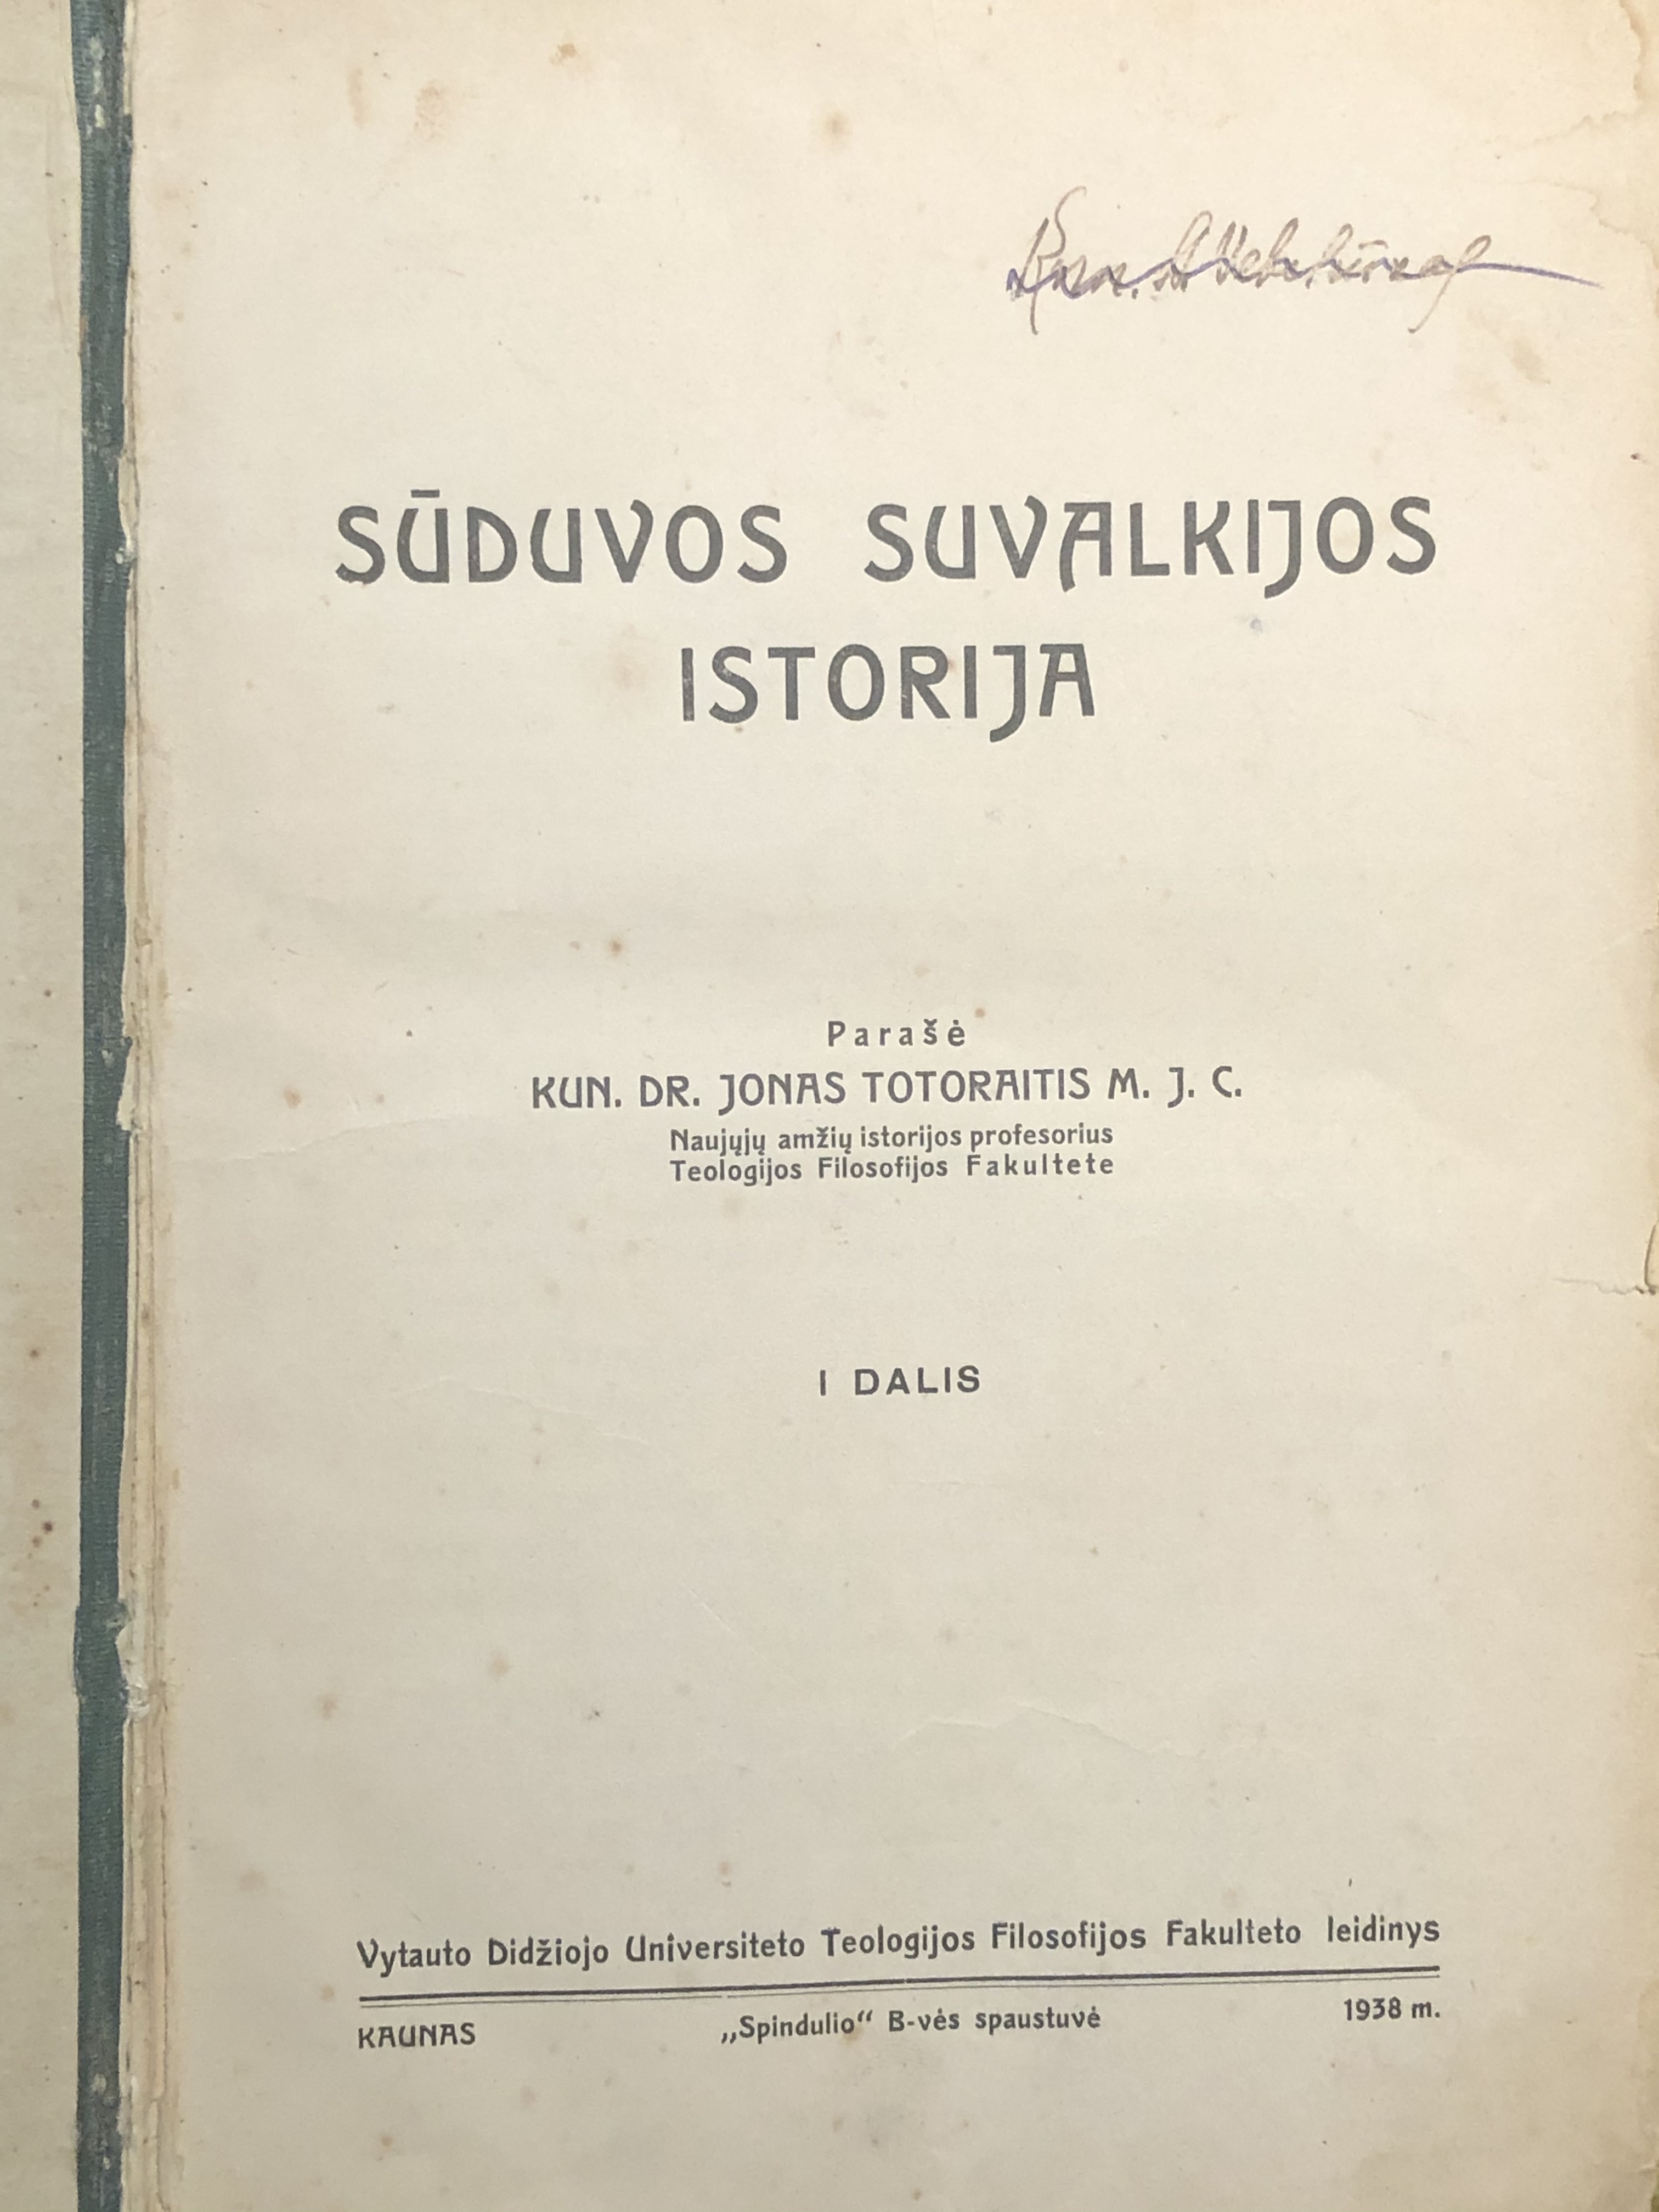 Kun.
SŪDUVOS SUVALKIJOS
ISTORIJA
Parašė
KUN. DR. JONAS TOTORAITIS M. J. C.
Naujųjų amžių istorijos profesorius
Teologijos Filosofijos Fakultete
I DALIS
Vytauto Didžiojo Universiteto Teologijos Filosofijos Fakulteto leidinys
KAUNAS „Spindulio“ B-vės spaustuvė 1938 m.